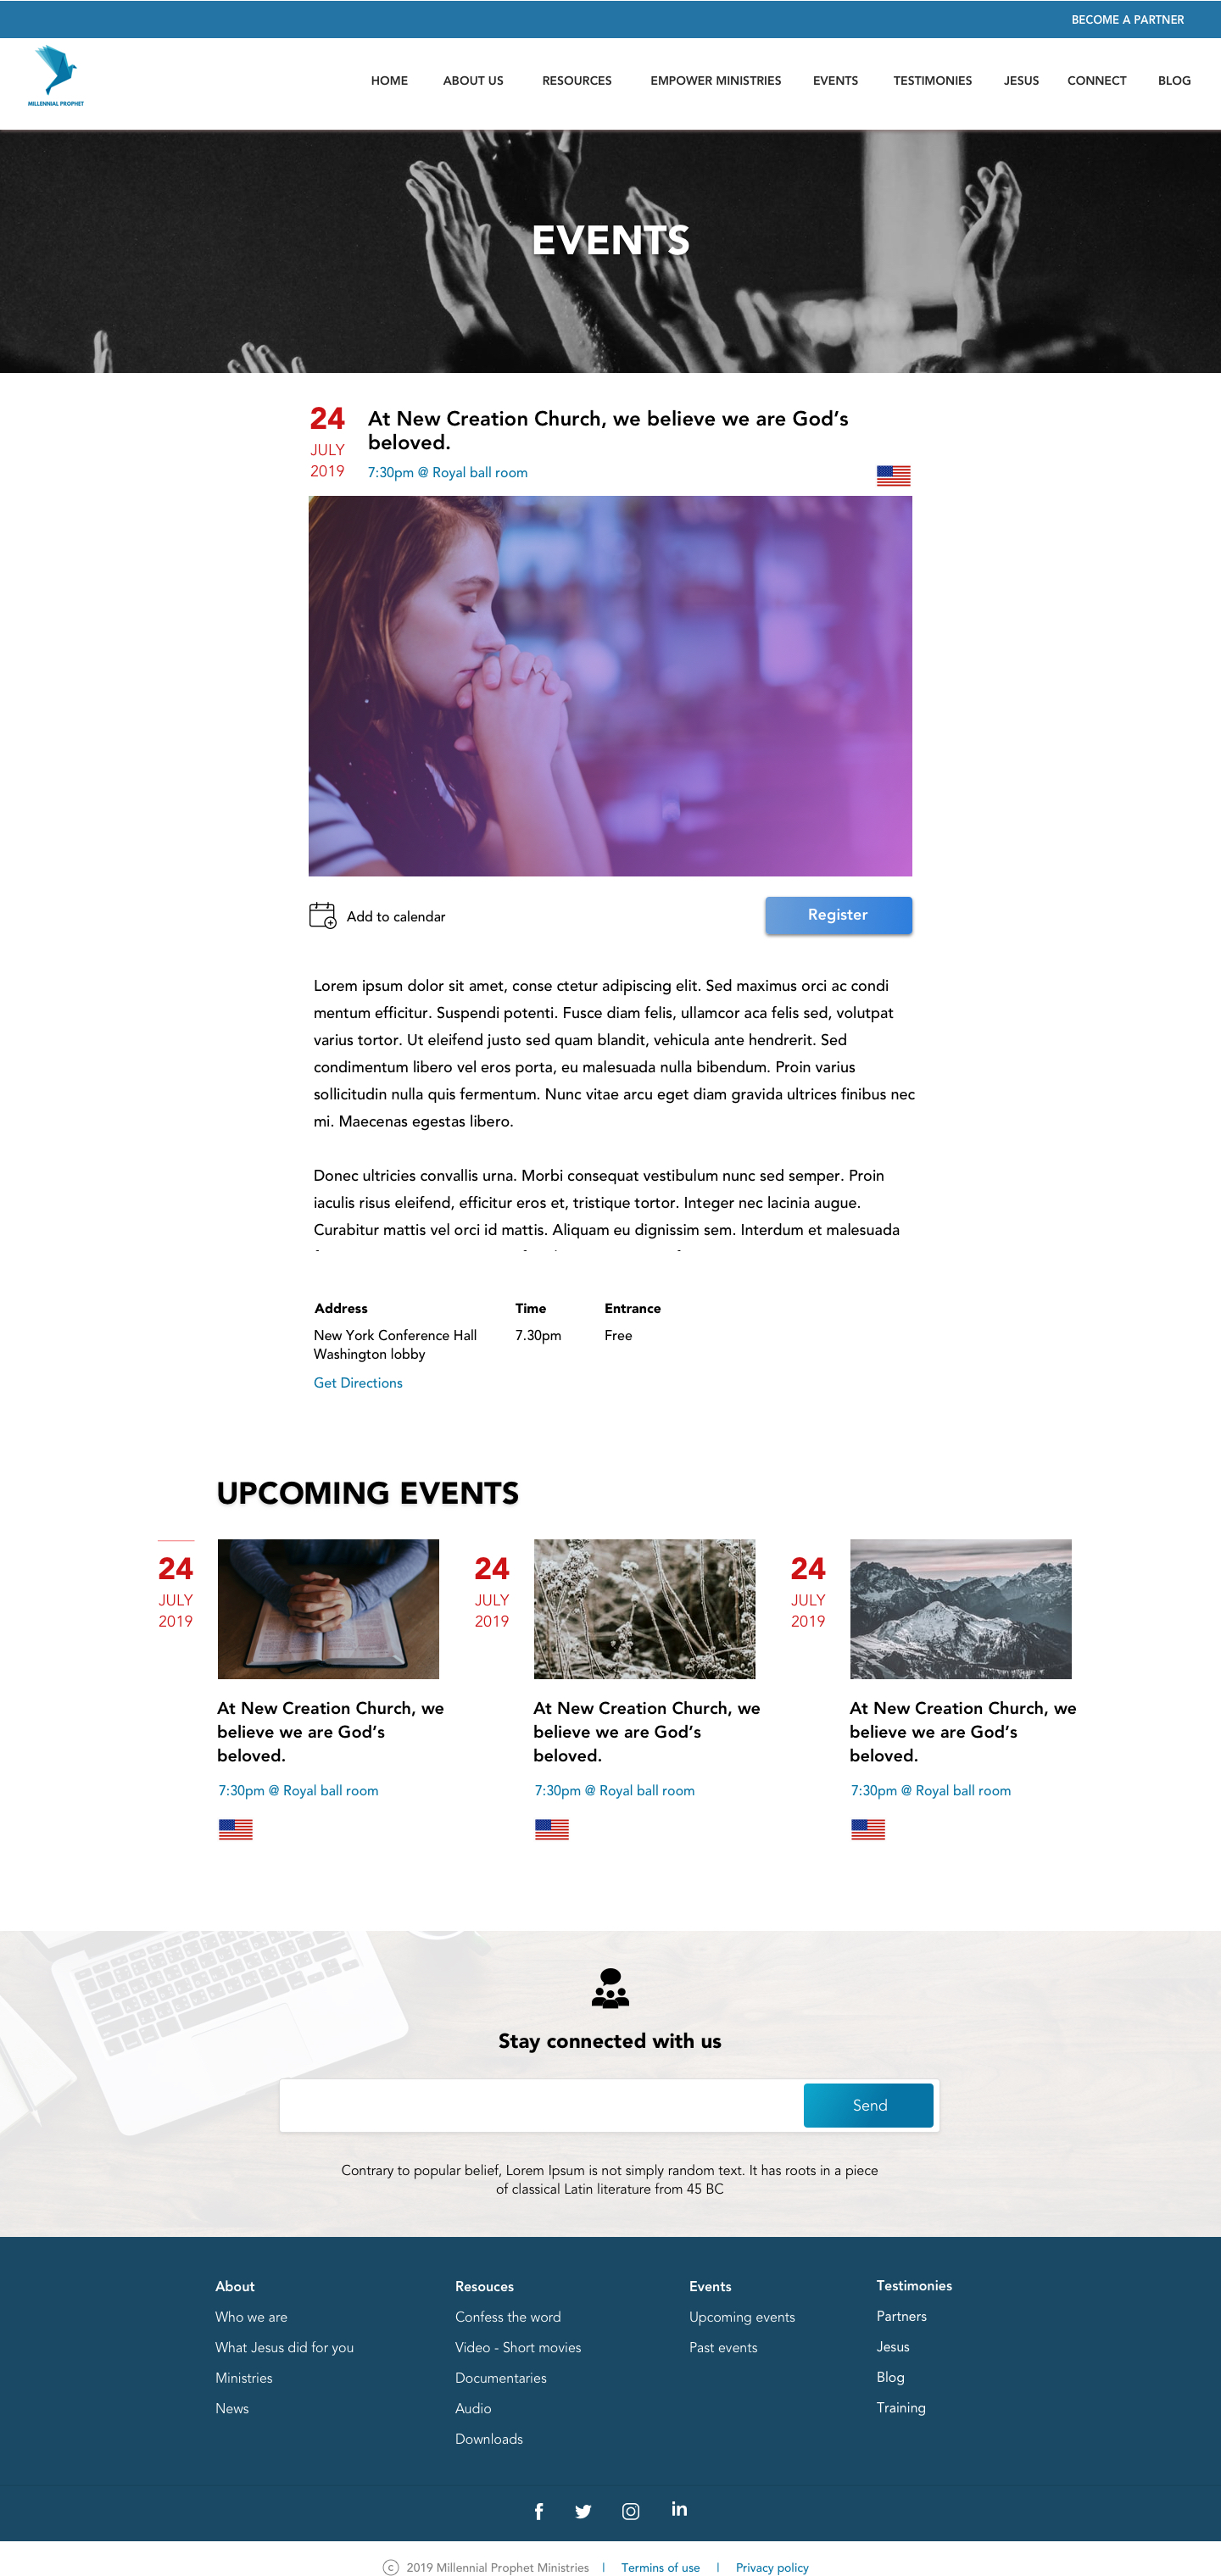 BECOME A PARTNER
MILLENNIAL PROPHET
HOME ABOUT US RESOURCES EMPOWER MINISTRIES EVENTS TESTIMONIES JESUS CONNECT BLOG
EVENTS
24
JULY
2019
At New Creation Church, we believe we are God’s
beloved.
7:30pm @ Royal ball room
Add to calendar
Register
Lorem ipsum dolor sit amet, conse ctetur adipiscing elit. Sed maximus orci ac condi
mentum efficitur. Suspendi potenti. Fusce diam felis, ullamcor aca felis sed, volutpat
varius tortor. Ut eleifend justo sed quam blandit, vehicula ante hendrerit. Sed
condimentum libero vel eros porta, eu malesuada nulla bibendum. Proin varius
sollicitudin nulla quis fermentum. Nunc vitae arcu eget diam gravida ultrices finibus nec
mi. Maecenas egestas libero.
Donec ultricies convallis urna. Morbi consequat vestibulum nunc sed semper. Proin
iaculis risus eleifend, efficitur eros et, tristique tortor. Integer nec lacinia augue.
Curabitur mattis vel orci id mattis. Aliquam eu dignissim sem. Interdum et malesuada
Address Time Entrance
New York Conference Hall 7.30pm Free
Washington lobby
Get Directions
UPCOMING EVENTS
24
JULY
2019
At New Creation Church, we
believe we are God’s
beloved.
7:30pm @ Royal ball room
24
JULY
2019
At New Creation Church, we
believe we are God’s
beloved.
7:30pm @ Royal ball room
24
JULY
2019
At New Creation Church, we
believe we are God’s
beloved.
7:30pm @ Royal ball room
Stay connected with us
Send
Contrary to popular belief, Lorem Ipsum is not simply random text. It has roots in a piece
of classical Latin literature from 45 BC
About
Who we are
What Jesus did for you
Ministries
News
Resouces
Confess the word
Video - Short movies
Documentaries
Audio
Downloads
Events
Upcoming events
Past events
Testimonies
Partners
Jesus
Blog
Training
© 2019 Millennial Prophet Ministries | Termins of use | Privacy policy